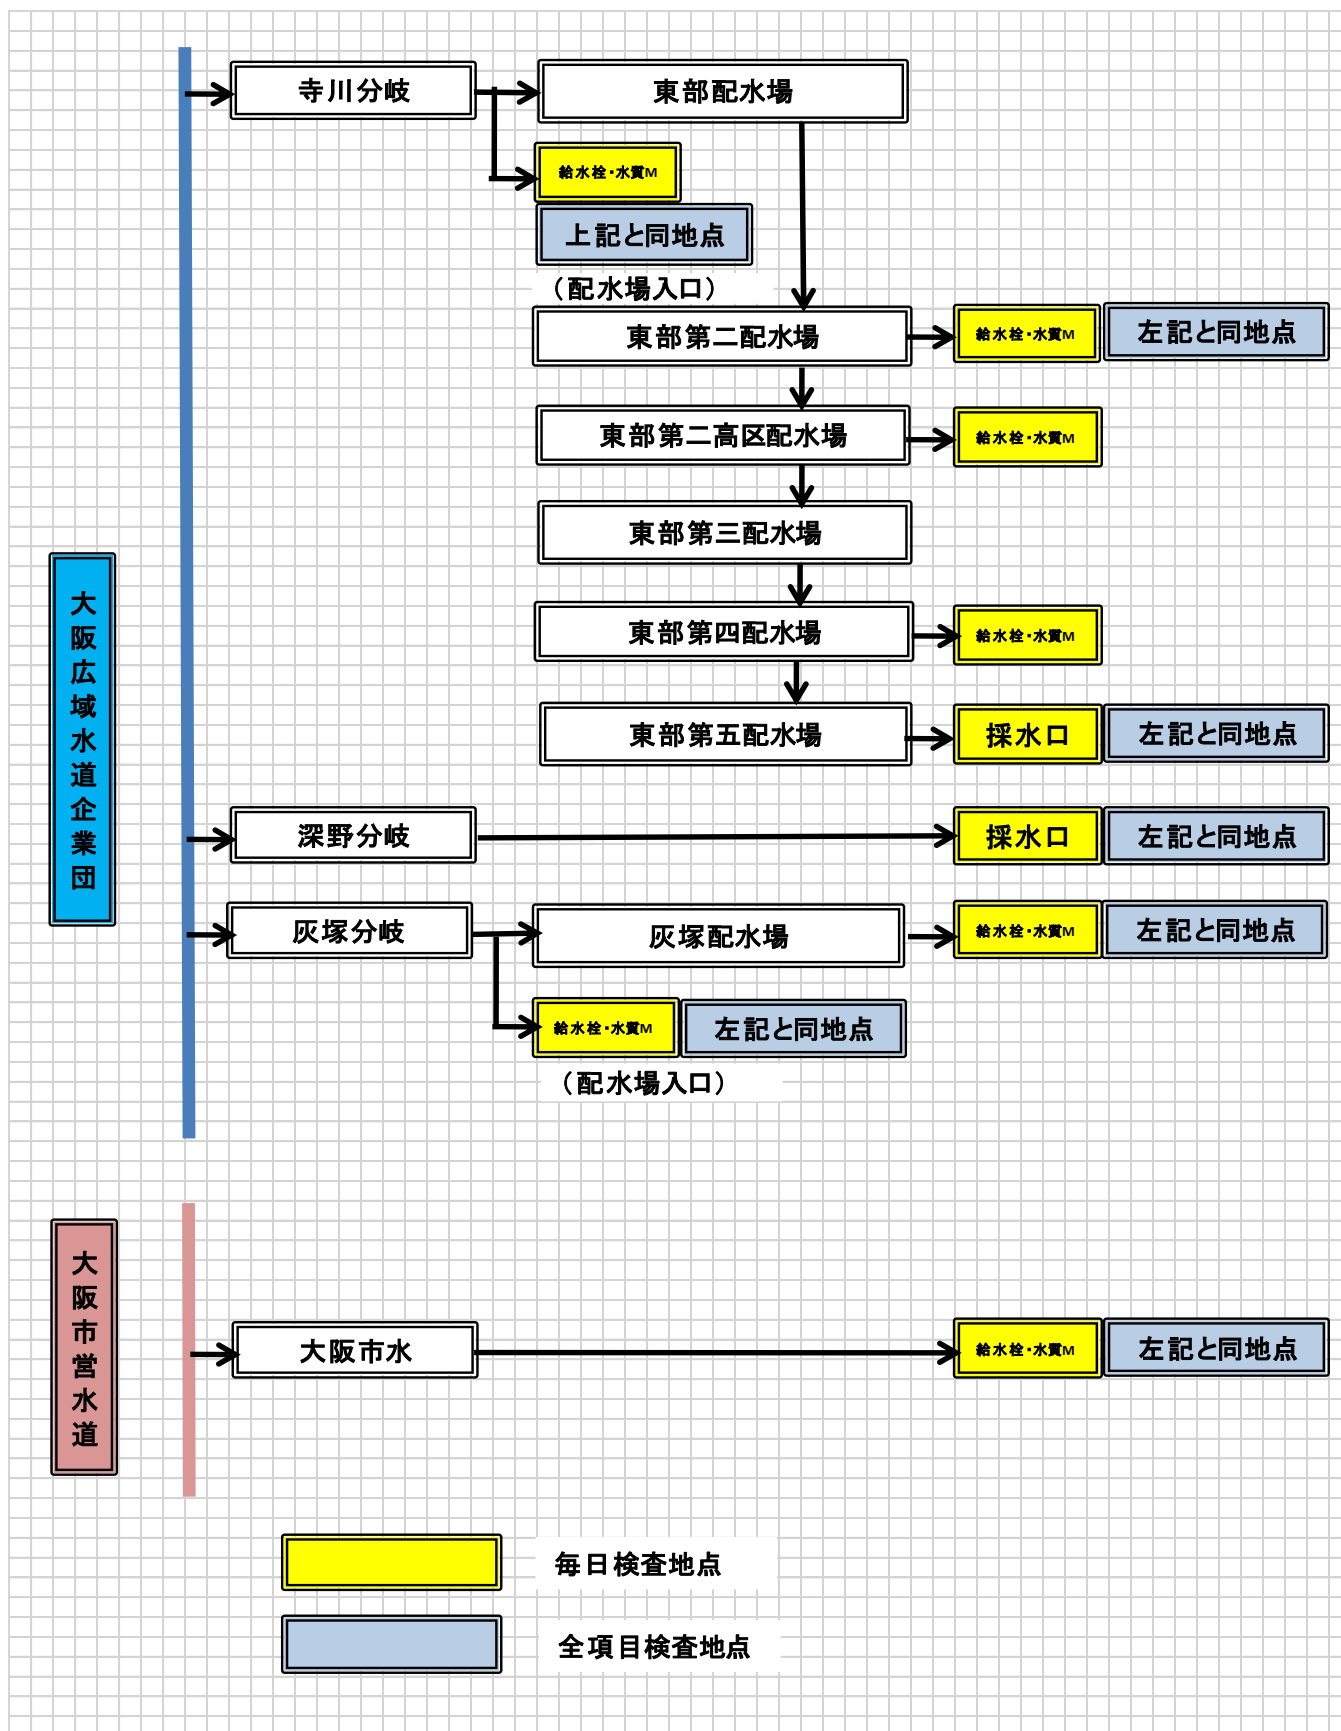 寺川分岐
東部配水場
給水栓・水質M
上記と同地点
（配水場入口）
東部第二配水場
給水栓・水質M
左記と同地点
東部第二高区配水場
給水栓・水質M
東部第三配水場
東部第四配水場
給水栓・水質M
東部第五配水場
採水口
左記と同地点
大阪広域水道企業団
深野分岐
採水口
左記と同地点
灰塚分岐
灰塚配水場
給水栓・水質M
左記と同地点
給水栓・水質M
左記と同地点
（配水場入口）
大阪市営水道
大阪市水
給水栓・水質M
左記と同地点
毎日検査地点
全項目検査地点